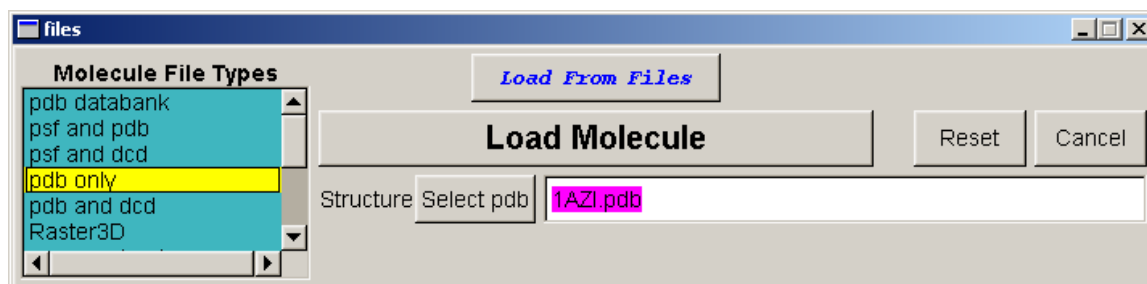 files
Molecule File Types
pdb databank
psf and pdb
psf and dcd
pdb only
pdb and dcd
Raster3D
Load From Files
Load Molecule
Reset
Cancel
Structure
Select pdb
1AZI.pdb